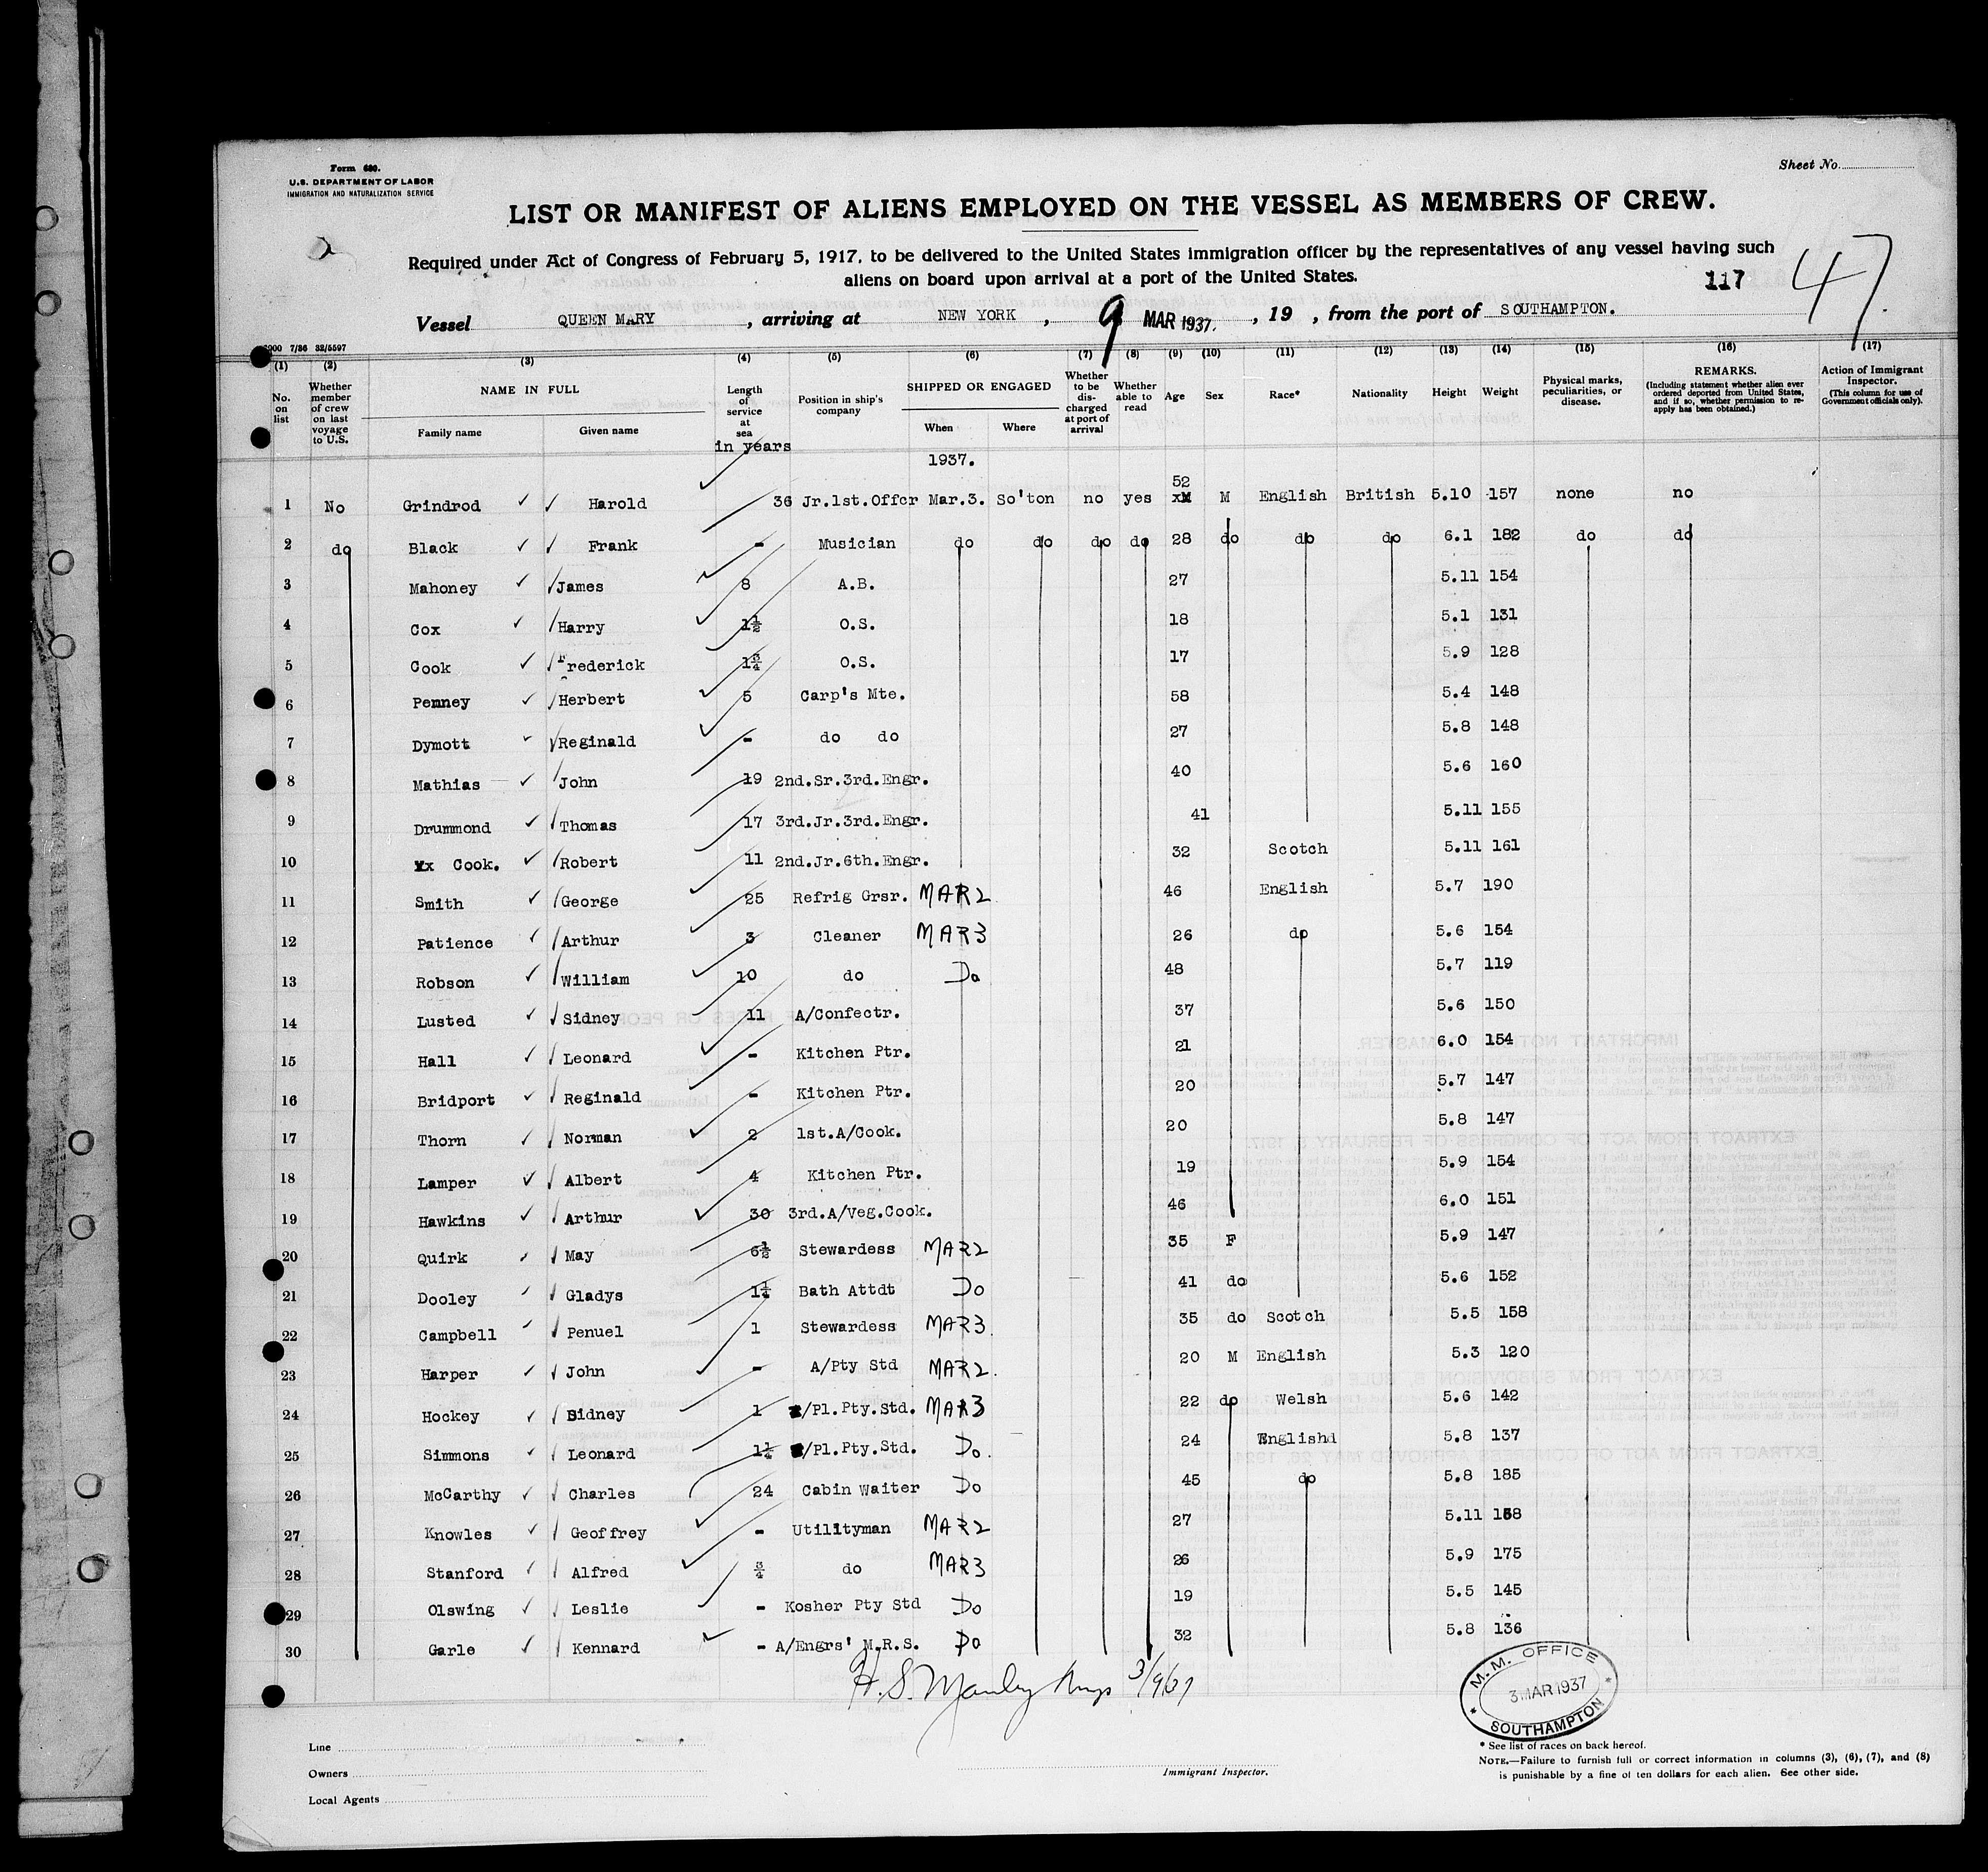 Form 680.
U.S. DEPARTMENT OF LABOR
IMMIGRATION AND NATURALIZATION SERVICE
Sheet No.
LIST OR MANIFEST OF ALIENS EMPLOYED ON THE VESSEL AS MEMBERS OF CREW.
Required under Act of Congress of February 5, 1917, to be delivered to the United States immigration officer by the representatives of any vessel having such
aliens on board upon arrival at a port of the United States.
117 47.
Vessel QUEEN MARY, arriving at NEW YORK, 9 MAR 1937., 19 , from the port of SOUTHAMPTON.
7/36 32/5597
(1) (2) (3) (4) (5) (6) (7) (8) (9) (10) (11) (12) (13) (14) (15) (16) (17)
No. on list
Whether member of crew on last voyage to U.S.
NAME IN FULL
Family name Given name
Length of service at sea
in years
Position in ship's company
SHIPPED OR ENGAGED
When Where
Whether to be discharged at port of arrival
Whether able to read
Age Sex Race* Nationality Height Weight
Physical marks, peculiarities, or disease.
REMARKS.
(Including statement whether alien ever ordered deported from United States, and if so, whether permission to reapply has been obtained.)
Action of Immigrant Inspector.
(This column for use of Government officials only).
1937.
1 No Grindrod Harold 36 Jr.1st.Offcr Mar.3. So'ton no yes 52 M English British 5.10 157 none no
2 do Black Frank - Musician do do do do 28 do do do 6.1 182 do do
3 Mahoney James 8 A.B. 27 5.11 154
4 Cox Harry 1½ O.S. 18 5.1 131
5 Cook Frederick 1¾ O.S. 17 5.9 128
6 Penney Herbert 5 Carp's Mte. 58 5.4 148
7 Dymott Reginald - do do 27 5.8 148
8 Mathias John 19 2nd.Sr.3rd.Engr. 40 5.6 160
9 Drummond Thomas 17 3rd.Jr.3rd.Engr. 41 5.11 155
10 Cook. Robert 11 2nd.Jr.6th.Engr. 32 Scotch 5.11 161
11 Smith George 25 Refrig Grsr. MAR2 46 English 5.7 190
12 Patience Arthur 3 Cleaner MAR3 26 do 5.6 154
13 Robson William 10 do Do 48 5.7 119
14 Lusted Sidney 11 A/Confectr. 37 5.6 150
15 Hall Leonard - Kitchen Ptr. 21 6.0 154
16 Bridport Reginald - Kitchen Ptr. 20 5.7 147
17 Thorn Norman 2 1st.A/Cook. 20 5.8 147
18 Lamper Albert 4 Kitchen Ptr. 19 5.9 154
19 Hawkins Arthur 30 3rd.A/Veg.Cook. 46 6.0 151
20 Quirk May 6½ Stewardess MAR2 35 F 5.9 147
21 Dooley Gladys 1¼ Bath Attdt Do 41 do 5.6 152
22 Campbell Penuel 1 Stewardess MAR3. 35 do Scotch 5.5 158
23 Harper John - A/Pty Std MAR2. 20 M English 5.3 120
24 Hockey Sidney 1 /Pl.Pty.Std. MAR3 22 do Welsh 5.6 142
25 Simmons Leonard 1¼ /Pl.Pty.Std. Do. 24 Englishd 5.8 137
26 McCarthy Charles 24 Cabin Waiter Do 45 do 5.8 185
27 Knowles Geoffrey - Utilityman MAR2 27 5.11
28 Stanford Alfred ¾ do MAR3 26 5.9 175
29 Olswing Leslie - Kosher Pty Std Do 19 5.5 145
30 Garle Kennard - A/Engrs' M.R.S. Do 32 5.8 136
H.S. Manley 3/9/37
M.M. OFFICE
3 MAR 1937
SOUTHAMPTON
Line
Owners
Local Agents
Immigrant Inspector.
* See list of races on back hereof.
NOTE.—Failure to furnish full or correct information in columns (3), (6), (7), and (8)
is punishable by a fine of ten dollars for each alien. See other side.